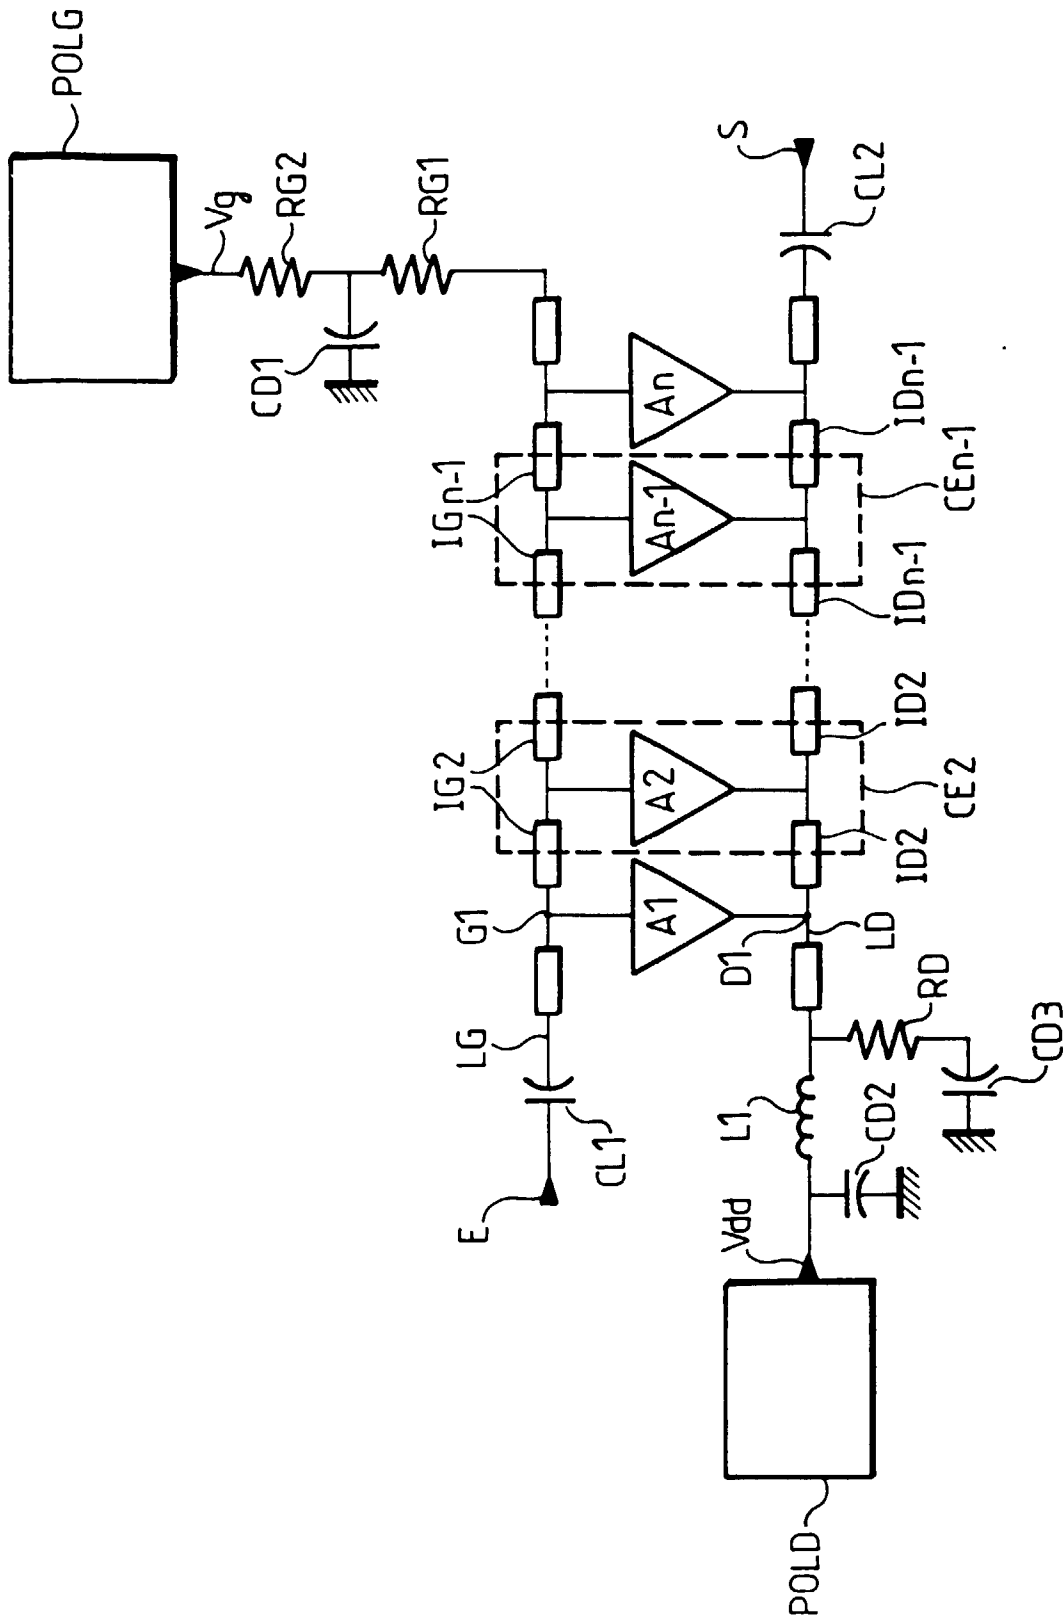 POLG
Vg
RG2
CD1
RG1
S
CL2
IGn-1
An
An-1
IDn-1
CEn-1
IDn-1
IG2
A2
ID2
CE2
ID2
G1
A1
D1
LD
LG
RD
CL1
L1
CD2
CD3
E
Vdd
POLD